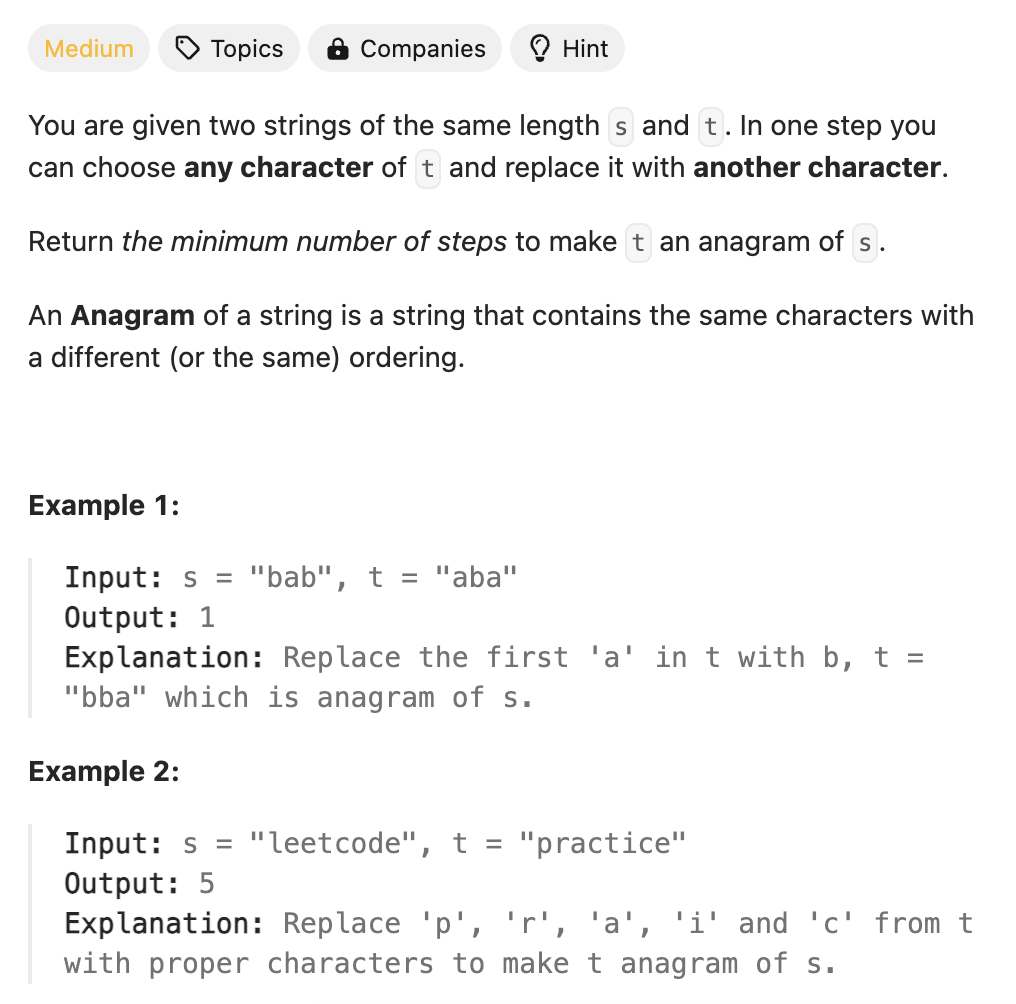 Medium Topics Companies Hint
You are given two strings of the same length s and t. In one step you
can choose any character of t and replace it with another character.
Return the minimum number of steps to make t an anagram of s.
An Anagram of a string is a string that contains the same characters with
a different (or the same) ordering.
Example 1:
Input: s = "bab", t = "aba"
Output: 1
Explanation: Replace the first 'a' in t with b, t =
"bba" which is anagram of s.
Example 2:
Input: s = "leetcode", t = "practice"
Output: 5
Explanation: Replace 'p', 'r', 'a', 'i' and 'c' from t
with proper characters to make t anagram of s.